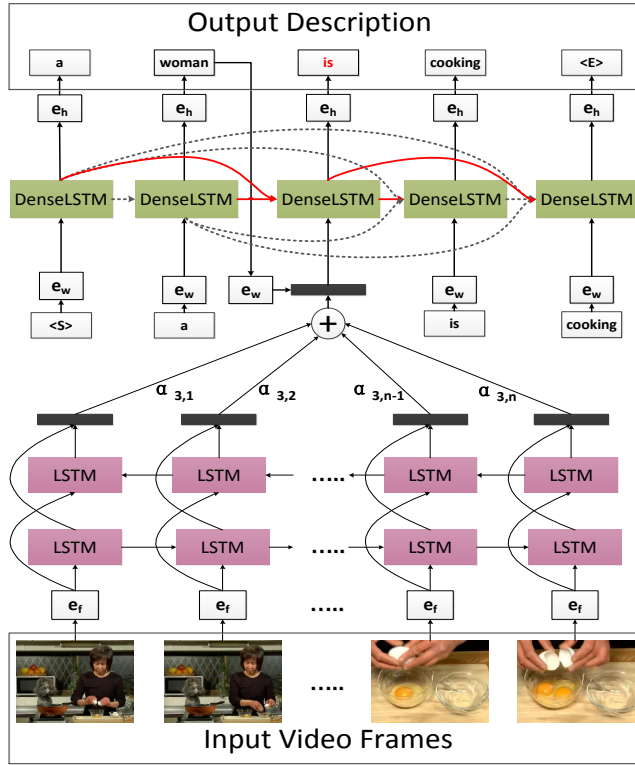 Output Description
a woman is cooking <E>
e_h e_h e_h e_h e_h
DenseLSTM DenseLSTM DenseLSTM DenseLSTM DenseLSTM
e_w e_w e_w e_w e_w
<S> a is cooking
+
α 3,1 α 3,2 α 3,n-1 α 3,n
LSTM LSTM ..... LSTM LSTM
LSTM LSTM ..... LSTM LSTM
e_f e_f ..... e_f e_f
.....
Input Video Frames